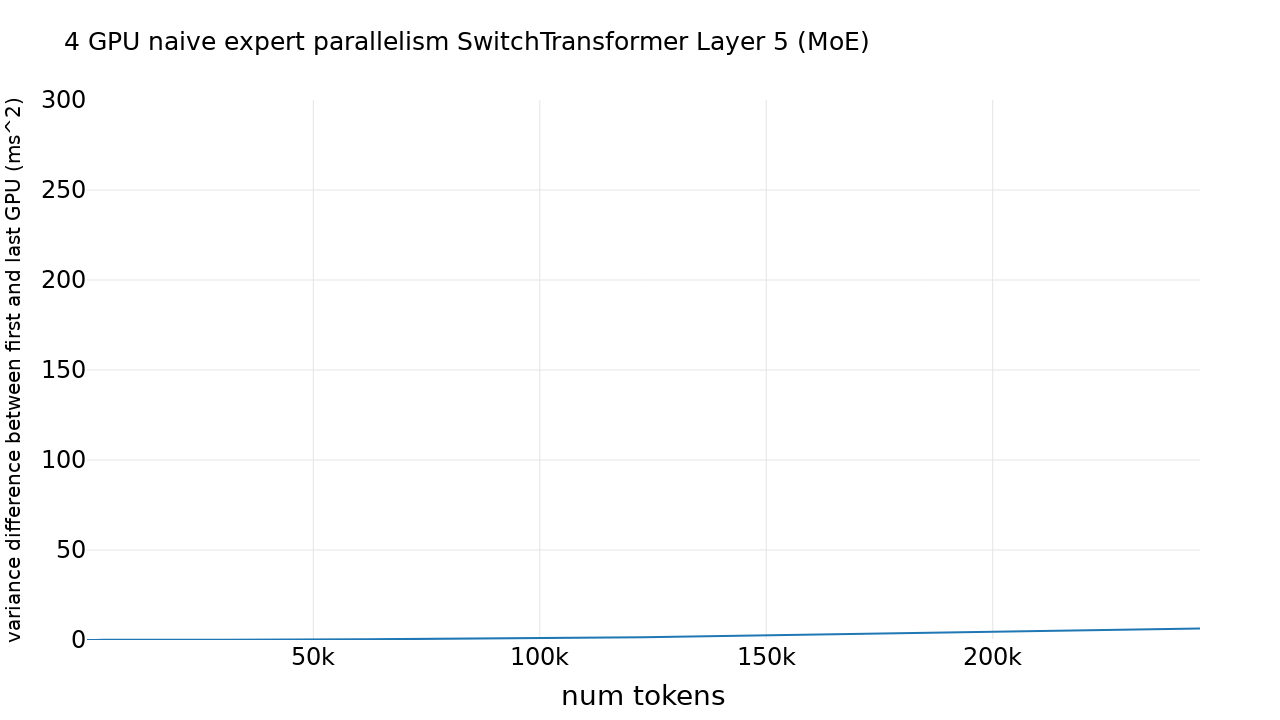 4 GPU naive expert parallelism SwitchTransformer Layer 5 (MoE)
variance difference between first and last GPU (ms^2)
300
250
200
150
100
50
0
50k
100k
150k
200k
num tokens